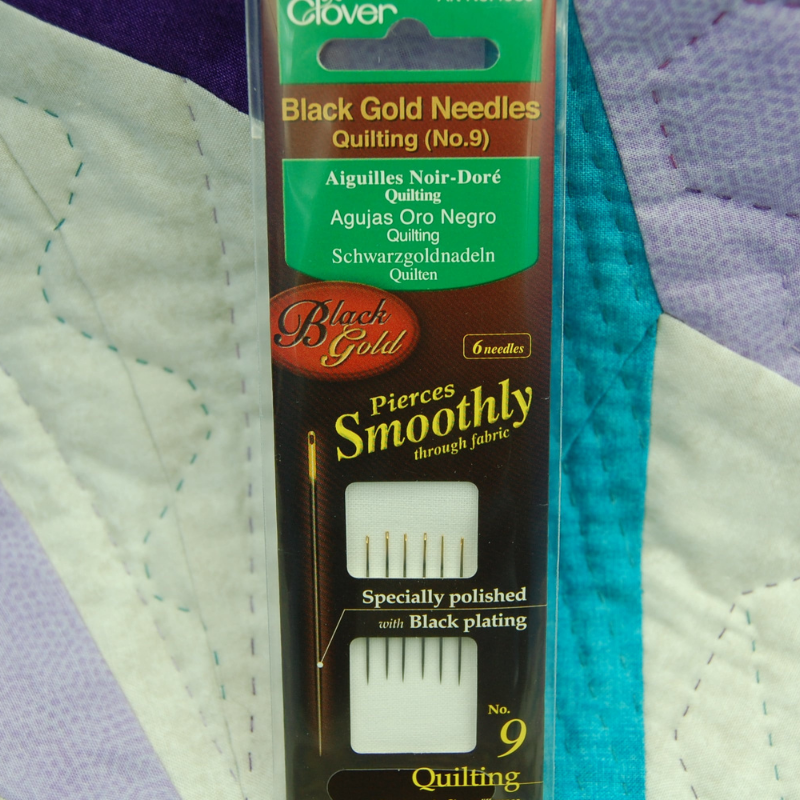 Clover
Black Gold Needles
Quilting (No.9)
Aiguilles Noir-Doré
Quilting
Agujas Oro Negro
Quilting
Schwarzgoldnadeln
Quilten
Black
Gold
6 needles
Pierces
Smoothly
through fabric
Specially polished
with Black plating
No.
9
Quilting